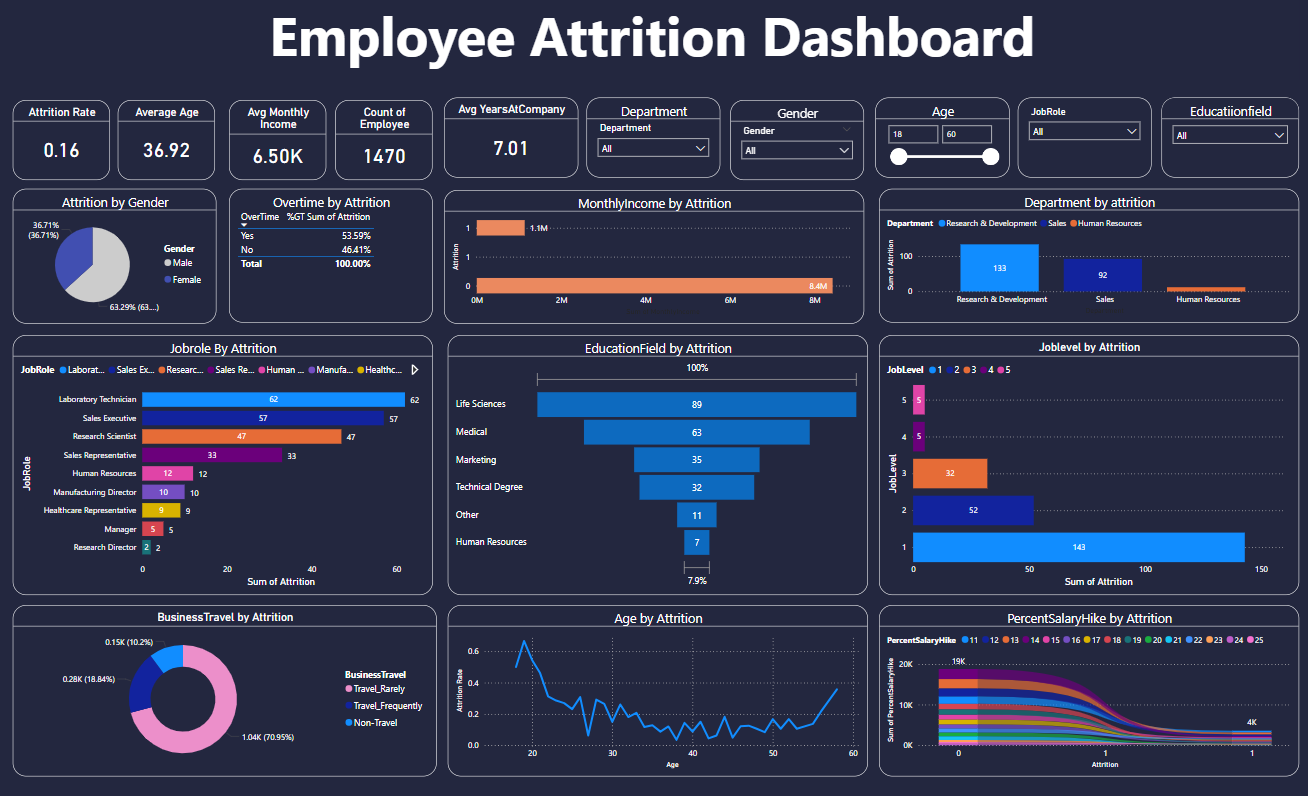 Employee Attrition Dashboard
Attrition Rate
0.16
Average Age
36.92
Avg Monthly
Income
6.50K
Count of
Employee
1470
Avg YearsAtCompany
7.01
Department
Department
All
Gender
Gender
All
Age
18
60
JobRole
All
Educatiionfield
All
Attrition by Gender
36.71%
(36.71%)
Gender
Male
Female
63.29% (63....)
Overtime by Attrition
OverTime %GT Sum of Attrition
Yes 53.59%
No 46.41%
Total 100.00%
MonthlyIncome by Attrition
Attrition
1 1.1M
1
0 8.4M
0M 2M 4M 6M 8M
Department by attrition
Department Research & Development Sales Human Resources
Sum of Attrition
100
0
133
92
Research & Development Sales Human Resources
Jobrole By Attrition
JobRole Laborat... Sales Ex... Researc... Sales Re... Human ... Manufa... Healthc...
JobRole
Laboratory Technician 62 62
Sales Executive 57 57
Research Scientist 47 47
Sales Representative 33 33
Human Resources 12 12
Manufacturing Director 10 10
Healthcare Representative 9 9
Manager 5 5
Research Director 2 2
0 20 40 60
Sum of Attrition
EducationField by Attrition
100%
Life Sciences 89
Medical 63
Marketing 35
Technical Degree 32
Other 11
Human Resources 7
7.9%
Joblevel by Attrition
JobLevel 1 2 3 4 5
JobLevel
5 5
4 5
3 32
2 52
1 143
0 50 100 150
Sum of Attrition
BusinessTravel by Attrition
0.15K (10.2%)
0.28K (18.84%)
1.04K (70.95%)
BusinessTravel
Travel_Rarely
Travel_Frequently
Non-Travel
Age by Attrition
Attrition Rate
0.6
0.4
0.2
0.0
20 30 40 50 60
Age
PercentSalaryHike by Attrition
PercentSalaryHike 11 12 13 14 15 16 17 18 19 20 21 22 23 24 25
Sum of PercentSalaryHike
20K
10K
0K
19K
4K
0 1 1
Attrition